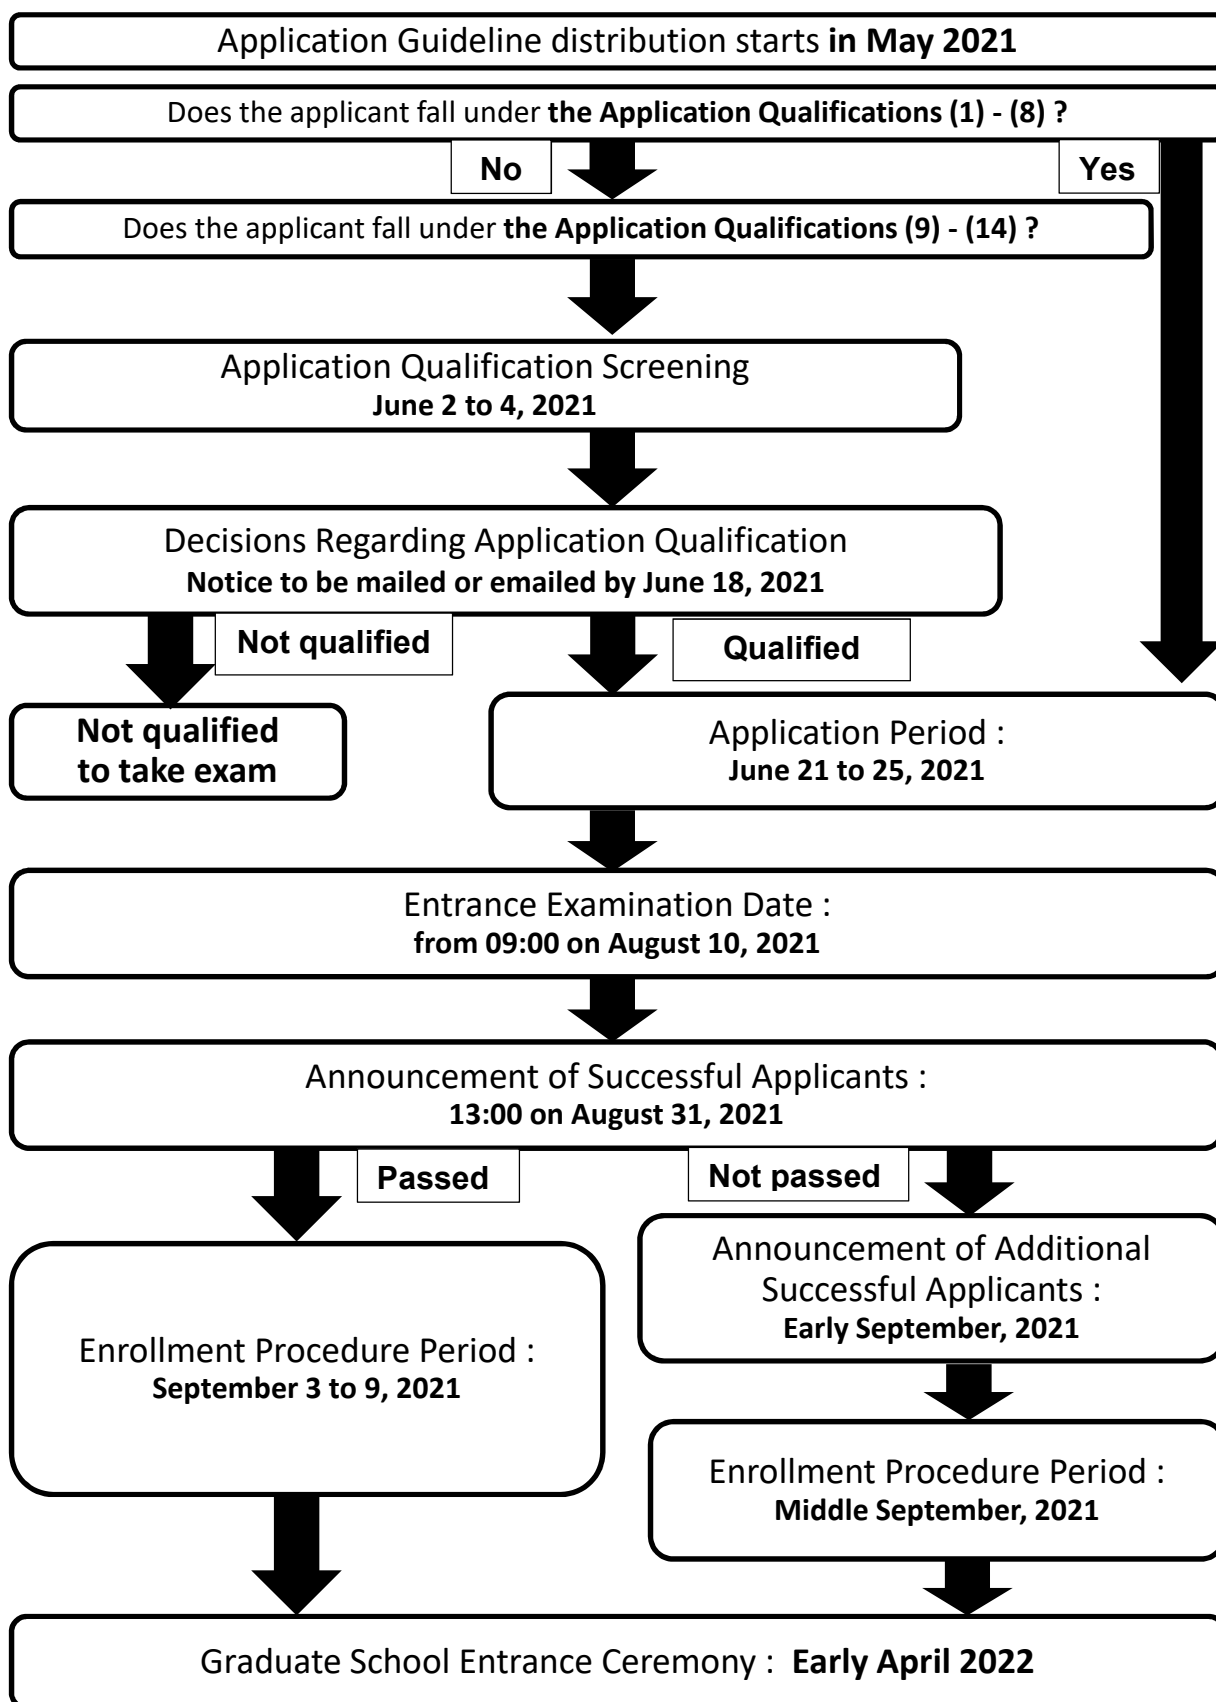 Application Guideline distribution starts in May 2021
Does the applicant fall under the Application Qualifications (1) - (8) ?
No
Yes
Does the applicant fall under the Application Qualifications (9) - (14) ?
Application Qualification Screening
June 2 to 4, 2021
Decisions Regarding Application Qualification
Notice to be mailed or emailed by June 18, 2021
Not qualified
Qualified
Not qualified
to take exam
Application Period :
June 21 to 25, 2021
Entrance Examination Date :
from 09:00 on August 10, 2021
Announcement of Successful Applicants :
13:00 on August 31, 2021
Passed
Not passed
Announcement of Additional
Successful Applicants :
Early September, 2021
Enrollment Procedure Period :
September 3 to 9, 2021
Enrollment Procedure Period :
Middle September, 2021
Graduate School Entrance Ceremony : Early April 2022